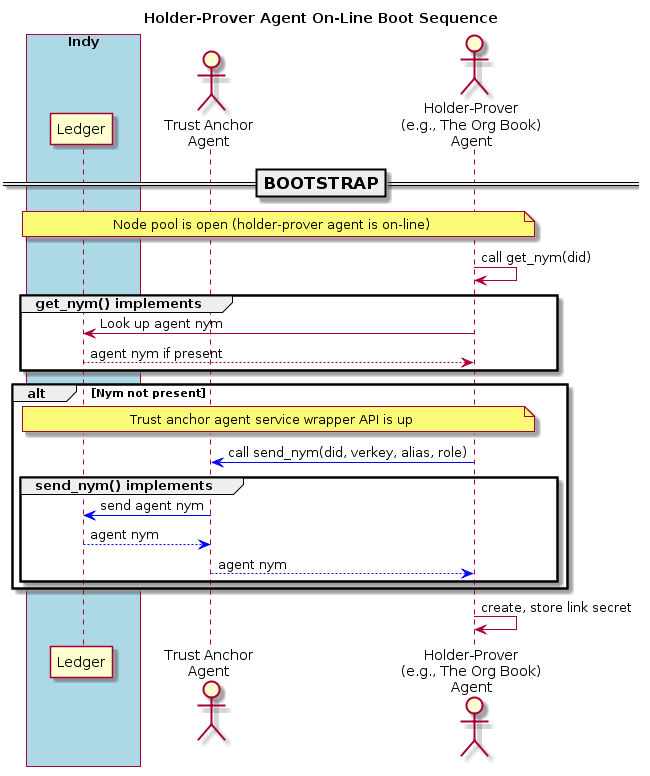 Holder-Prover Agent On-Line Boot Sequence
Indy
Ledger
Trust Anchor
Agent
Holder-Prover
(e.g., The Org Book)
Agent
BOOTSTRAP
Node pool is open (holder-prover agent is on-line)
call get_nym(did)
get_nym() implements
Look up agent nym
agent nym if present
alt
[Nym not present]
Trust anchor agent service wrapper API is up
call send_nym(did, verkey, alias, role)
send_nym() implements
send agent nym
agent nym
agent nym
create, store link secret
Ledger
Trust Anchor
Agent
Holder-Prover
(e.g., The Org Book)
Agent